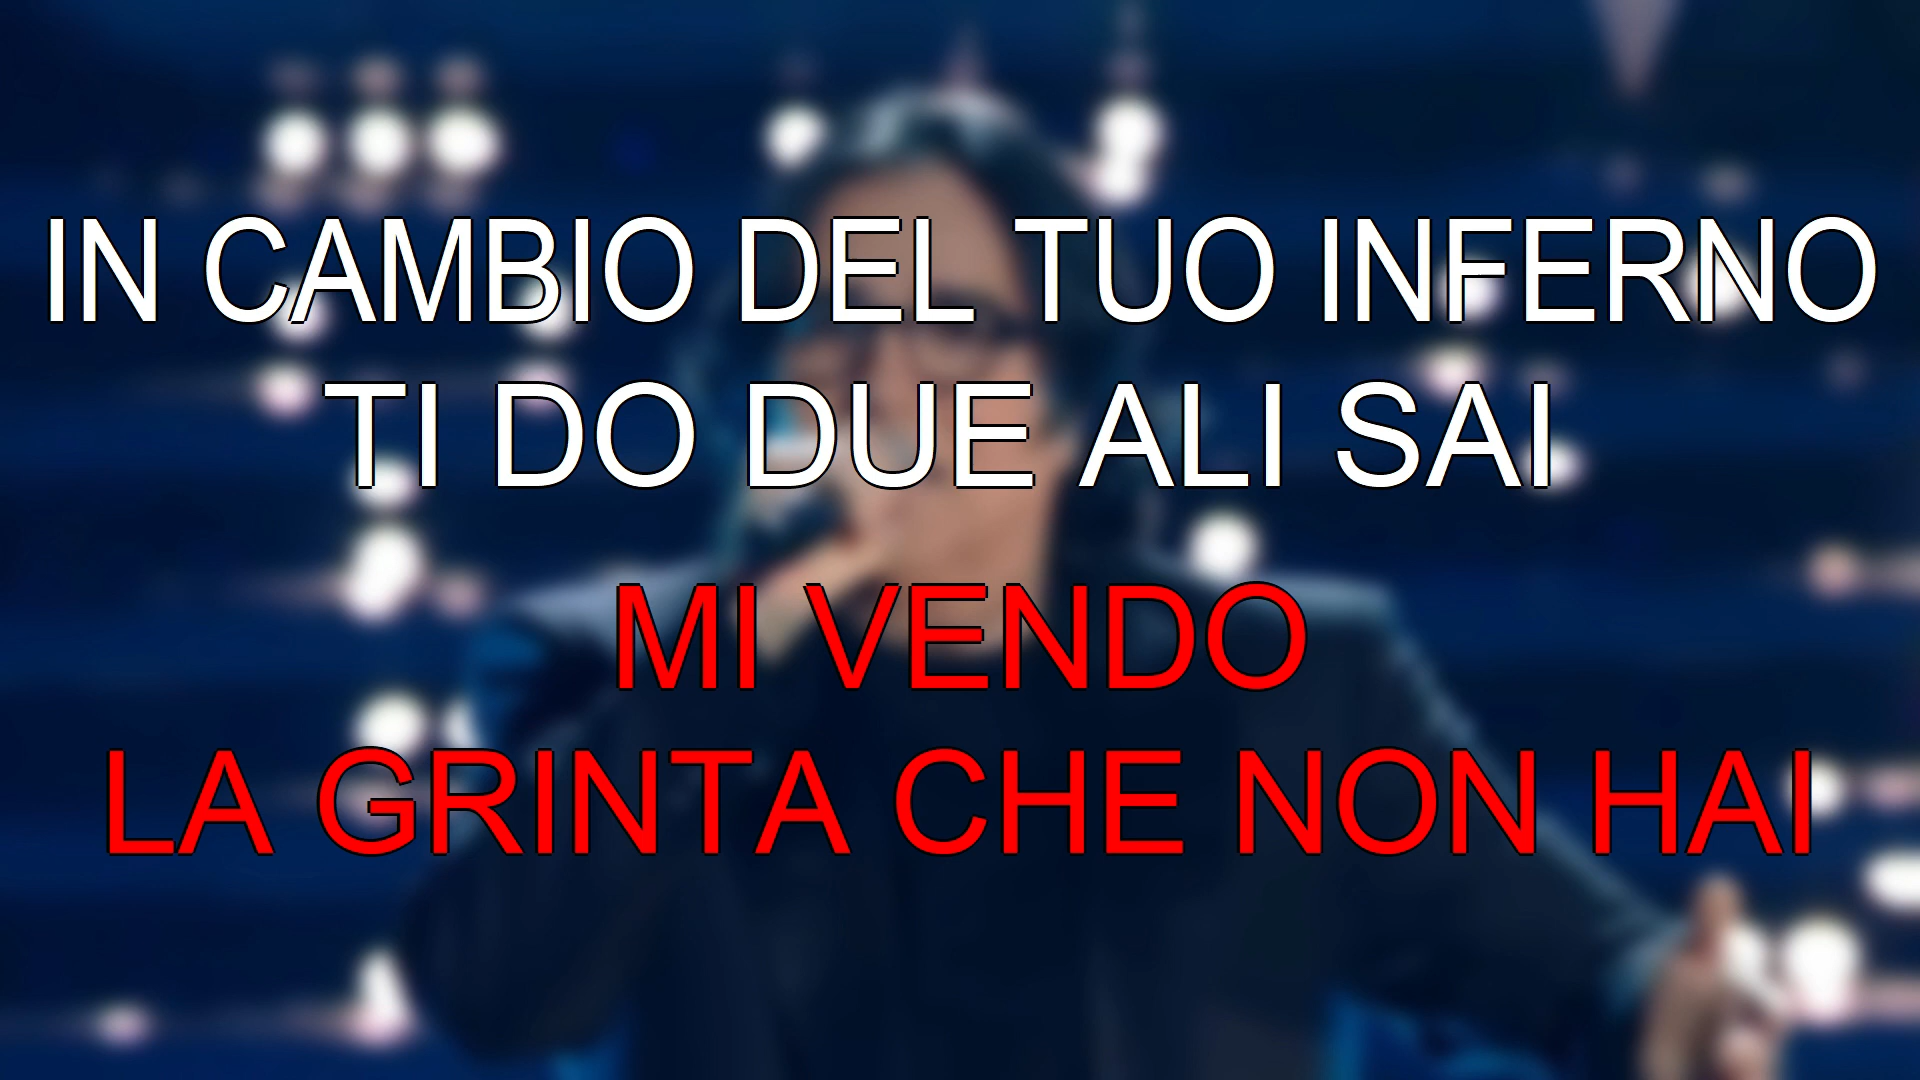 IN CAMBIO DEL TUO INFERNO
TI DO DUE ALI SAI
MI VENDO
LA GRINTA CHE NON HAI